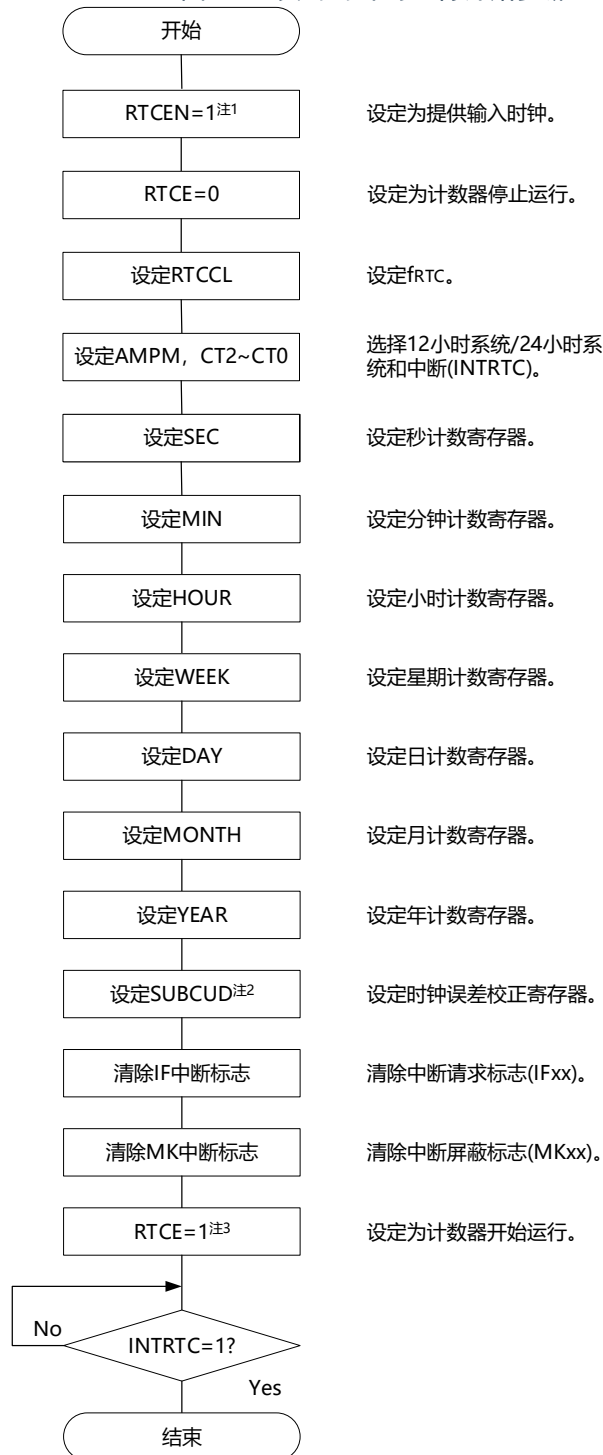 开始
RTCEN=1注1
设定为提供输入时钟。
RTCE=0
设定为计数器停止运行。
设定RTCCL
设定fRTC。
设定AMPM，CT2~CT0
选择12小时系统/24小时系
统和中断(INTRTC)。
设定SEC
设定秒计数寄存器。
设定MIN
设定分钟计数寄存器。
设定HOUR
设定小时计数寄存器。
设定WEEK
设定星期计数寄存器。
设定DAY
设定日计数寄存器。
设定MONTH
设定月计数寄存器。
设定YEAR
设定年计数寄存器。
设定SUBCUD注2
设定时钟误差校正寄存器。
清除IF中断标志
清除中断请求标志(IFxx)。
清除MK中断标志
清除中断屏蔽标志(MKxx)。
RTCE=1注3
设定为计数器开始运行。
No
INTRTC=1?
Yes
结束